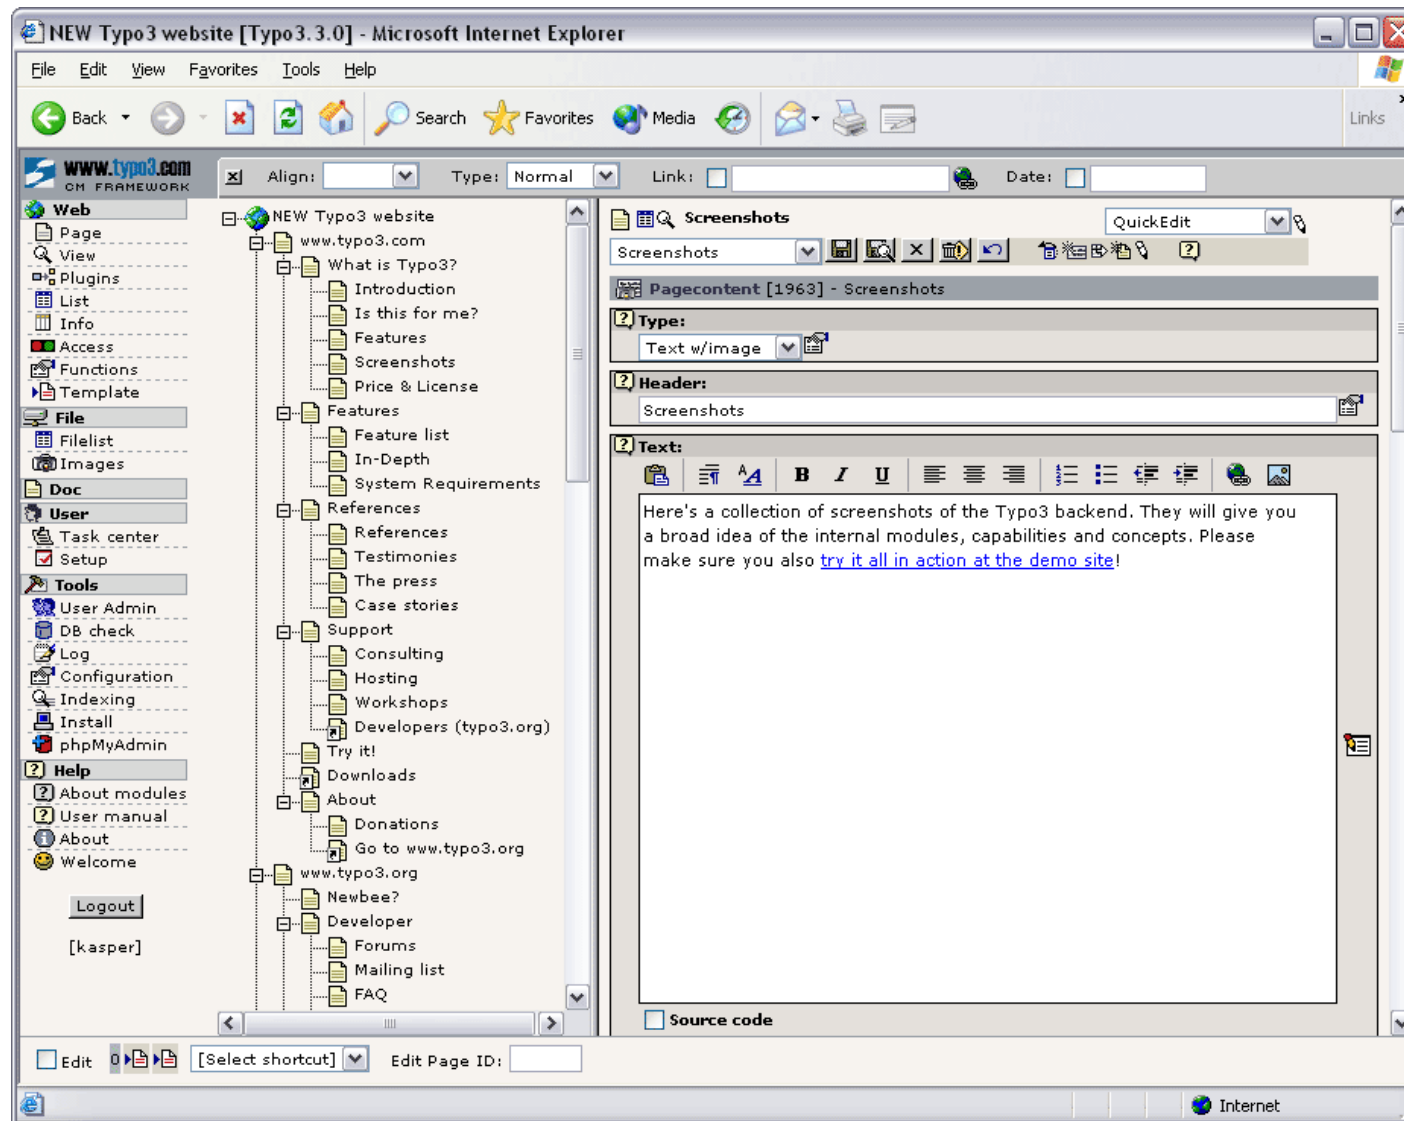 NEW Typo3 website [Typo3.3.0] - Microsoft Internet Explorer
File Edit View Favorites Tools Help
Back Search Favorites Media Links
www.typo3.com
CM FRAMEWORK
Align: Type: Normal Link: Date:
Web
Page
View
Plugins
List
Info
Access
Functions
Template
File
Filelist
Images
Doc
User
Task center
Setup
Tools
User Admin
DB check
Log
Configuration
Indexing
Install
phpMyAdmin
Help
About modules
User manual
About
Welcome
Logout
[kasper]
NEW Typo3 website
www.typo3.com
What is Typo3?
Introduction
Is this for me?
Features
Screenshots
Price & License
Features
Feature list
In-Depth
System Requirements
References
References
Testimonies
The press
Case stories
Support
Consulting
Hosting
Workshops
Developers (typo3.org)
Try it!
Downloads
About
Donations
Go to www.typo3.org
www.typo3.org
Newbee?
Developer
Forums
Mailing list
FAQ
Screenshots
QuickEdit
Screenshots
Pagecontent [1963] - Screenshots
Type:
Text w/image
Header:
Screenshots
Text:
B I U
Here's a collection of screenshots of the Typo3 backend. They will give you
a broad idea of the internal modules, capabilities and concepts. Please
make sure you also try it all in action at the demo site!
Source code
Edit 0 [Select shortcut] Edit Page ID:
Internet